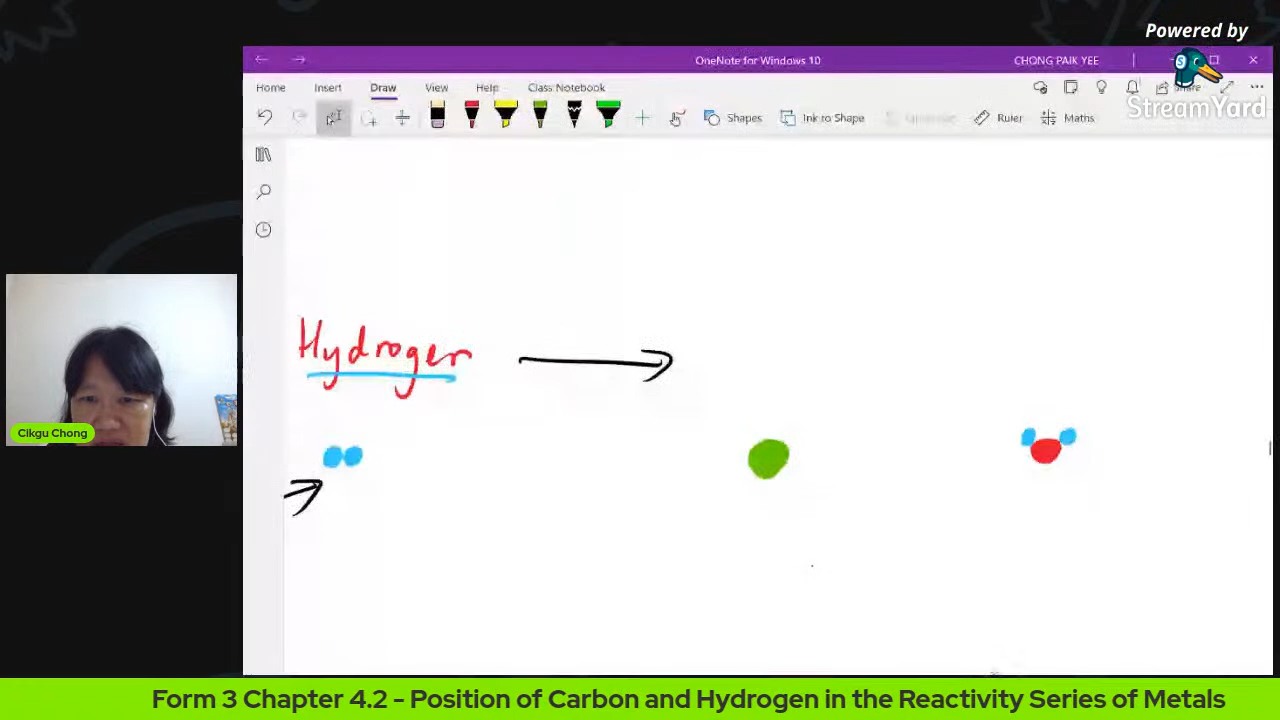 Powered by
StreamYard
OneNote for Windows 10
CHONG PAIK YEE
Home Insert Draw View Help Class Notebook Share
Shapes Ink to Shape Ruler Maths
Hydrogen
Cikgu Chong
Form 3 Chapter 4.2 - Position of Carbon and Hydrogen in the Reactivity Series of Metals